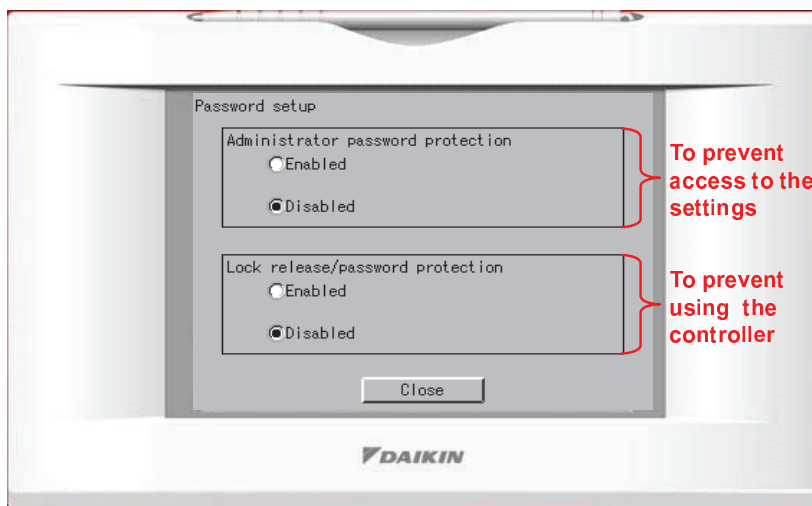 Password setup
Administrator password protection
Enabled
Disabled
To prevent
access to the
settings
Lock release/password protection
Enabled
Disabled
To prevent
using the
controller
Close
DAIKIN